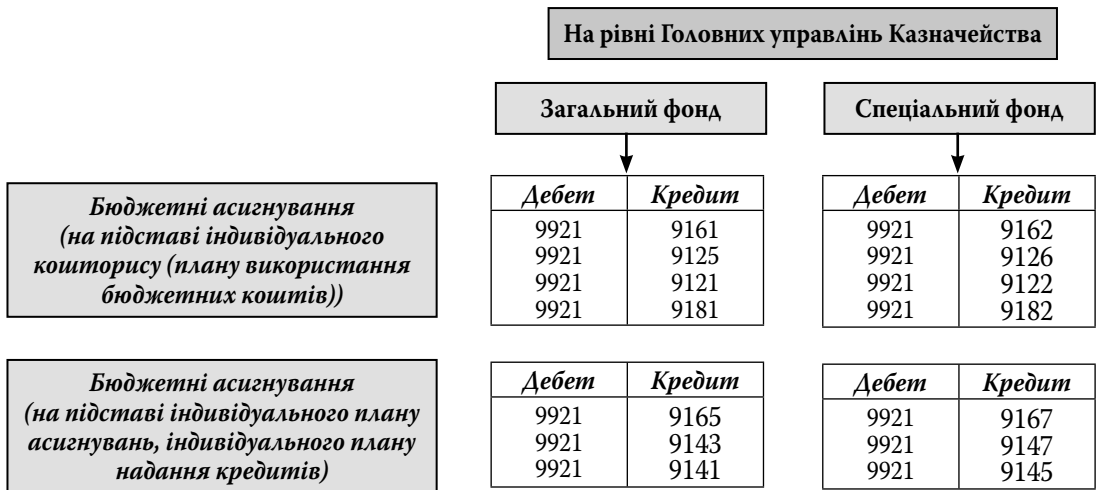 На рівні Головних управлінь Казначейства
Загальний фонд
Спеціальний фонд
Бюджетні асигнування
(на підставі індивідуального
кошторису (плану використання
бюджетних коштів))
Дебет Кредит
9921 9161
9921 9125
9921 9121
9921 9181
Дебет Кредит
9921 9162
9921 9126
9921 9122
9921 9182
Бюджетні асигнування
(на підставі індивідуального плану
асигнувань, індивідуального плану
надання кредитів)
Дебет Кредит
9921 9165
9921 9143
9921 9141
Дебет Кредит
9921 9167
9921 9147
9921 9145